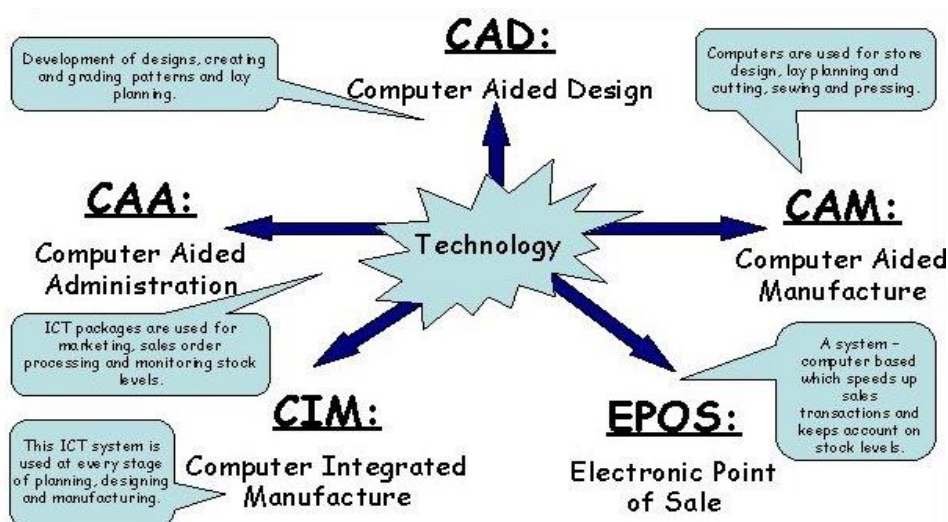 CAD:
Computer Aided Design
Development of designs, creating
and grading patterns and lay
planning.
Computers are used for store
design, lay planning and
cutting, sewing and pressing.
CAA:
Computer Aided
Administration
Technology
CAM:
Computer Aided
Manufacture
ICT packages are used for
marketing, sales order
processing and monitoring stock
levels.
A system –
computer based
which speeds up
sales
transactions and
keeps account on
stock levels.
CIM:
Computer Integrated
Manufacture
EPOS:
Electronic Point
of Sale
This ICT system is
used at every stage
of planning, designing
and manufacturing.